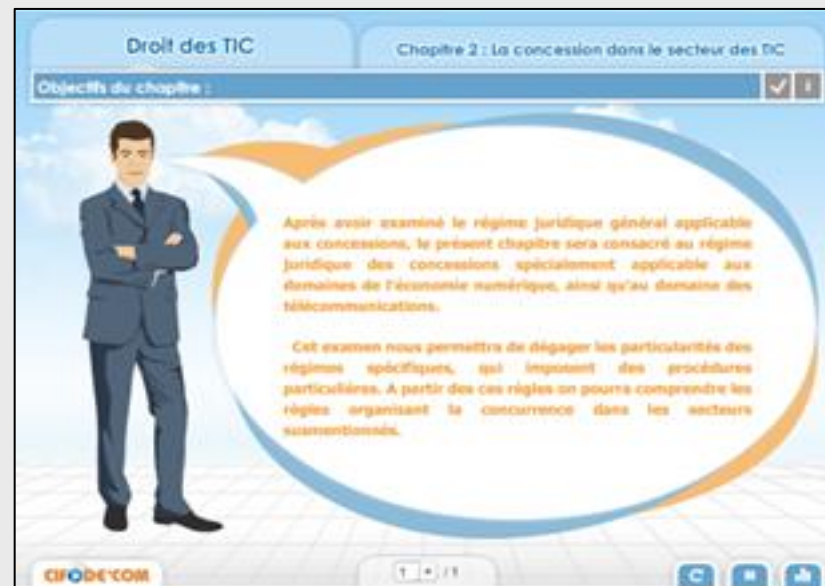 Droit des TIC
Chapitre 2 : La concession dans le secteur des TIC
Objectifs du chapitre :
Après avoir examiné le régime juridique général applicable
aux concessions, le présent chapitre sera consacré au régime
juridique des concessions spécialement applicable aux
domaines de l'économie numérique, ainsi qu'au domaine des
télécommunications.
Cet examen nous permettra de dégager les particularités des
régimes spécifiques, qui imposent des procédures
particulières. A partir des ces règles on pourra comprendre les
règles organisant la concurrence dans les secteurs
susmentionnés.
CIFODE'COM
1 / 1